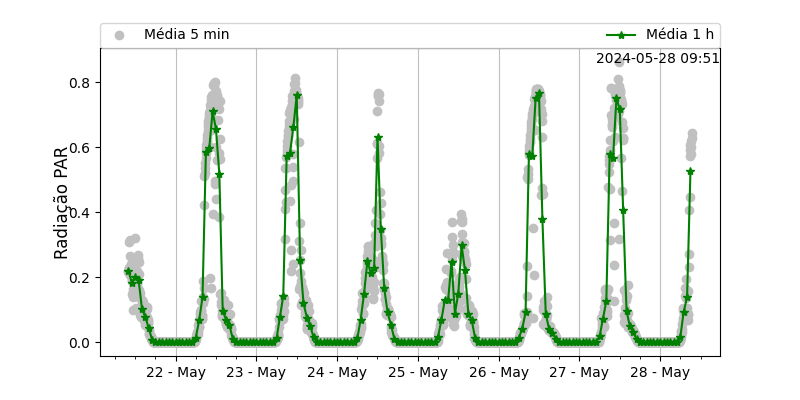 Média 5 min
Média 1 h
2024-05-28 09:51
Radiação PAR
0.8
0.6
0.4
0.2
0.0
22 - May
23 - May
24 - May
25 - May
26 - May
27 - May
28 - May